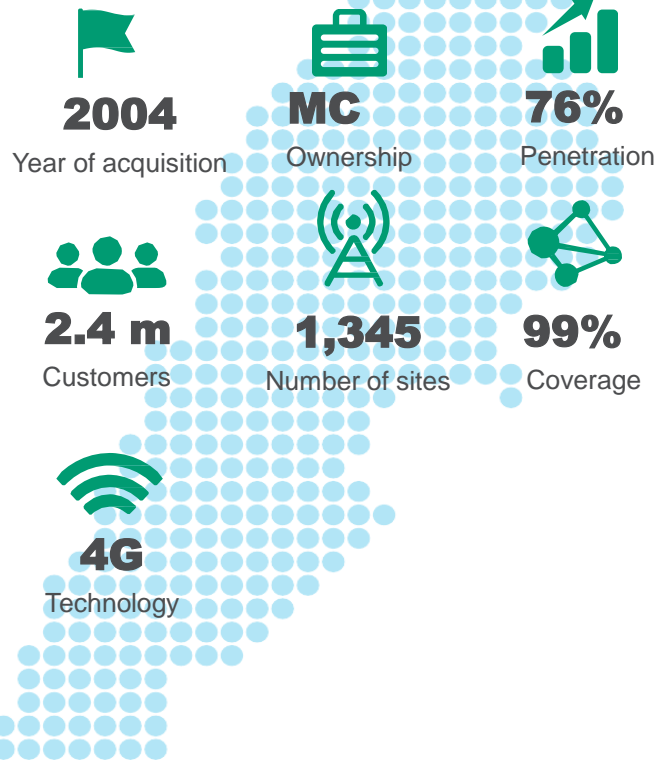 2004
Year of acquisition
MC
Ownership
76%
Penetration
2.4 m
Customers
1,345
Number of sites
99%
Coverage
4G
Technology